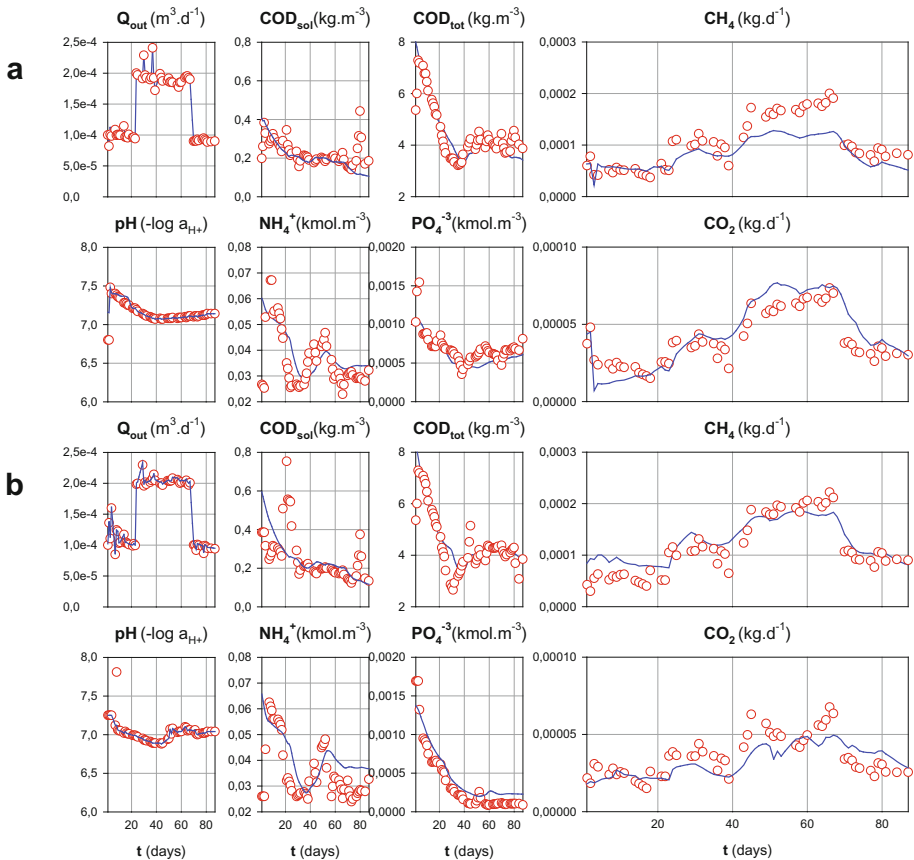 a
Q_out (m³.d⁻¹) COD_sol(kg.m⁻³) COD_tot (kg.m⁻³) CH₄ (kg.d⁻¹)
2,5e-4 0,8 8 0,0003
2,0e-4 0,6 0,0002
1,5e-4 6
0,4
1,0e-4 4 0,0001
0,2
5,0e-5
0,0 0,0 2 0,0000
pH (-log a_H+) NH₄⁺(kmol.m⁻³) PO₄⁻³(kmol.m⁻³) CO₂ (kg.d⁻¹)
8,0 0,08 0,0020 0,00010
0,07
7,5 0,0015
0,06
7,0 0,05 0,0010 0,00005
0,04
6,5 0,0005
0,03
6,0 0,02 0,0000 0,00000
b
Q_out (m³.d⁻¹) COD_sol(kg.m⁻³) COD_tot (kg.m⁻³) CH₄ (kg.d⁻¹)
2,5e-4 0,8 8 0,0003
2,0e-4 0,6 0,0002
1,5e-4 6
0,4
1,0e-4 4 0,0001
0,2
5,0e-5
0,0 0,0 2 0,0000
pH (-log a_H+) NH₄⁺(kmol.m⁻³) PO₄⁻³(kmol.m⁻³) CO₂ (kg.d⁻¹)
8,0 0,08 0,0020 0,00010
0,07
7,5 0,0015
0,06
7,0 0,05 0,0010 0,00005
0,04
6,5 0,0005
0,03
6,0 0,02 0,0000 0,00000
0 20 40 60 80 20 40 60 80 20 40 60 80 20 40 60 80
t (days) t (days) t (days) t (days)